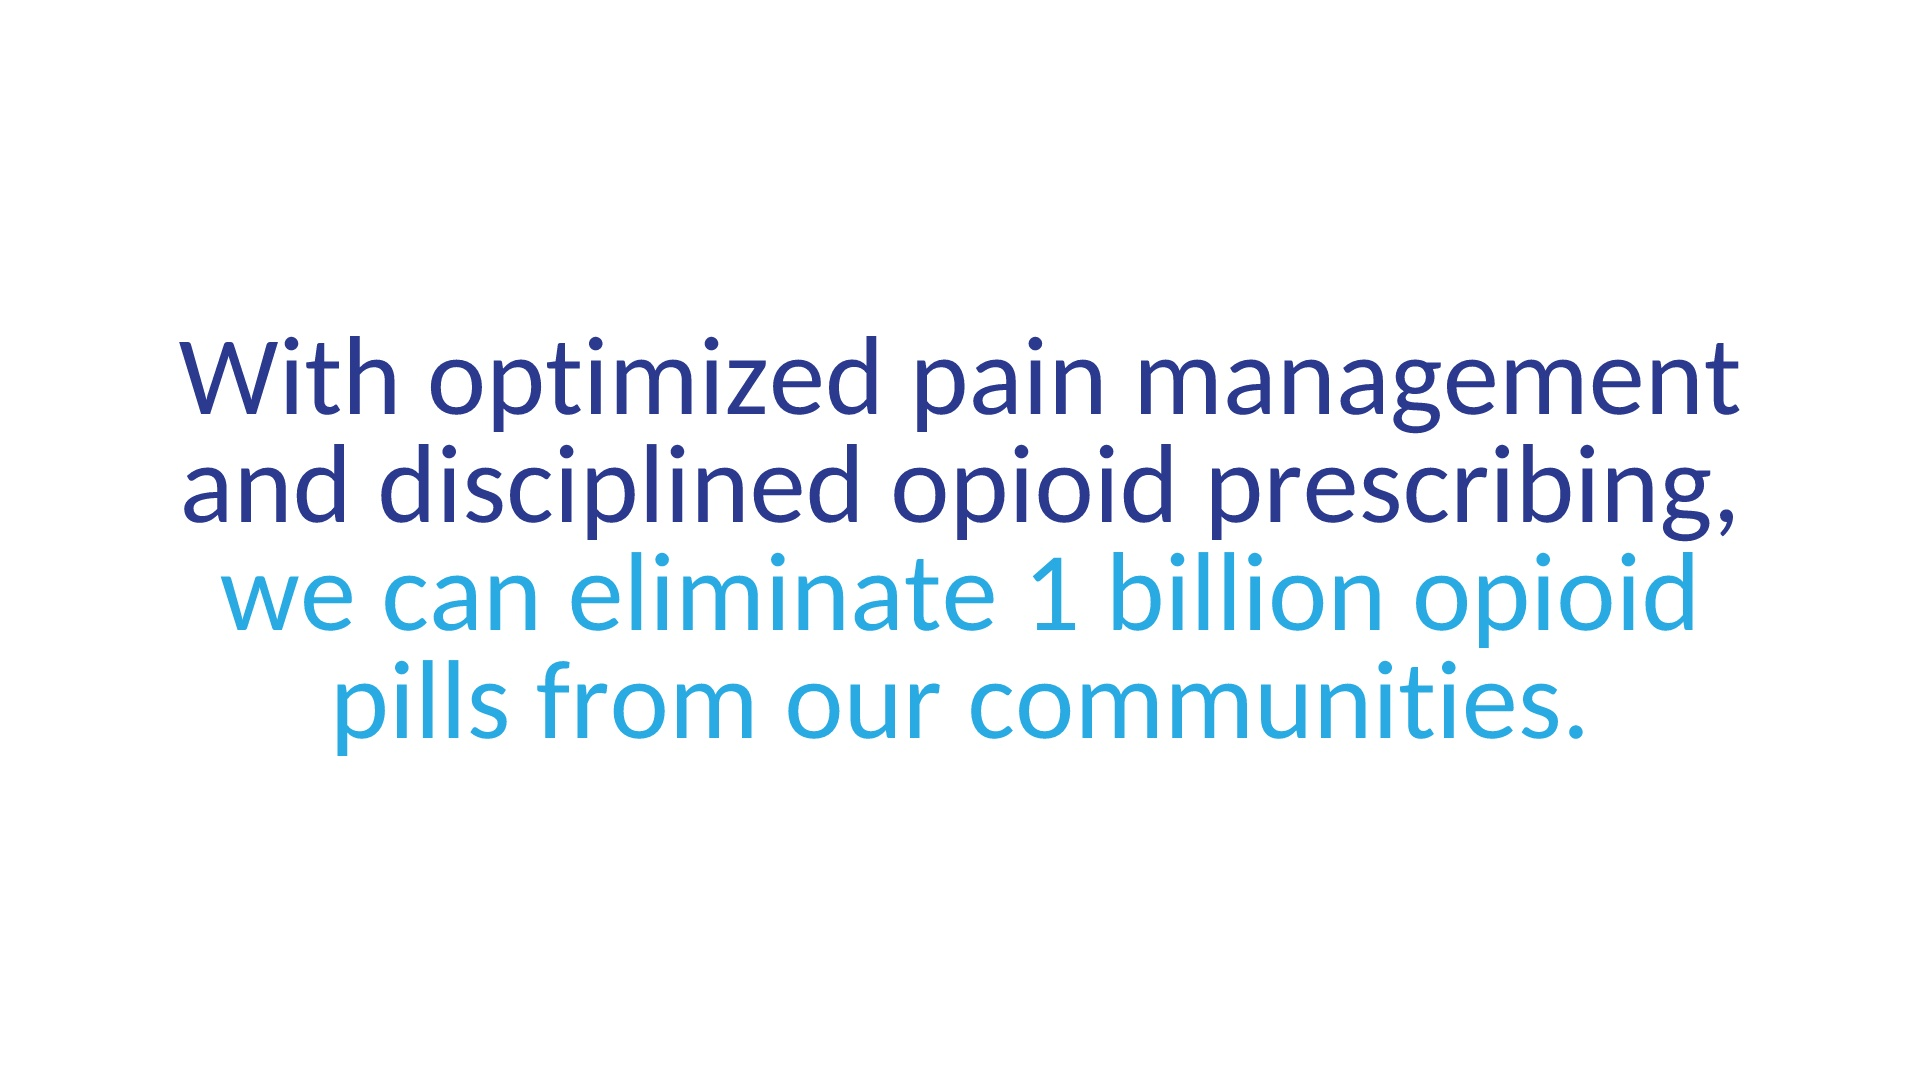 With optimized pain management
and disciplined opioid prescribing,
we can eliminate 1 billion opioid
pills from our communities.